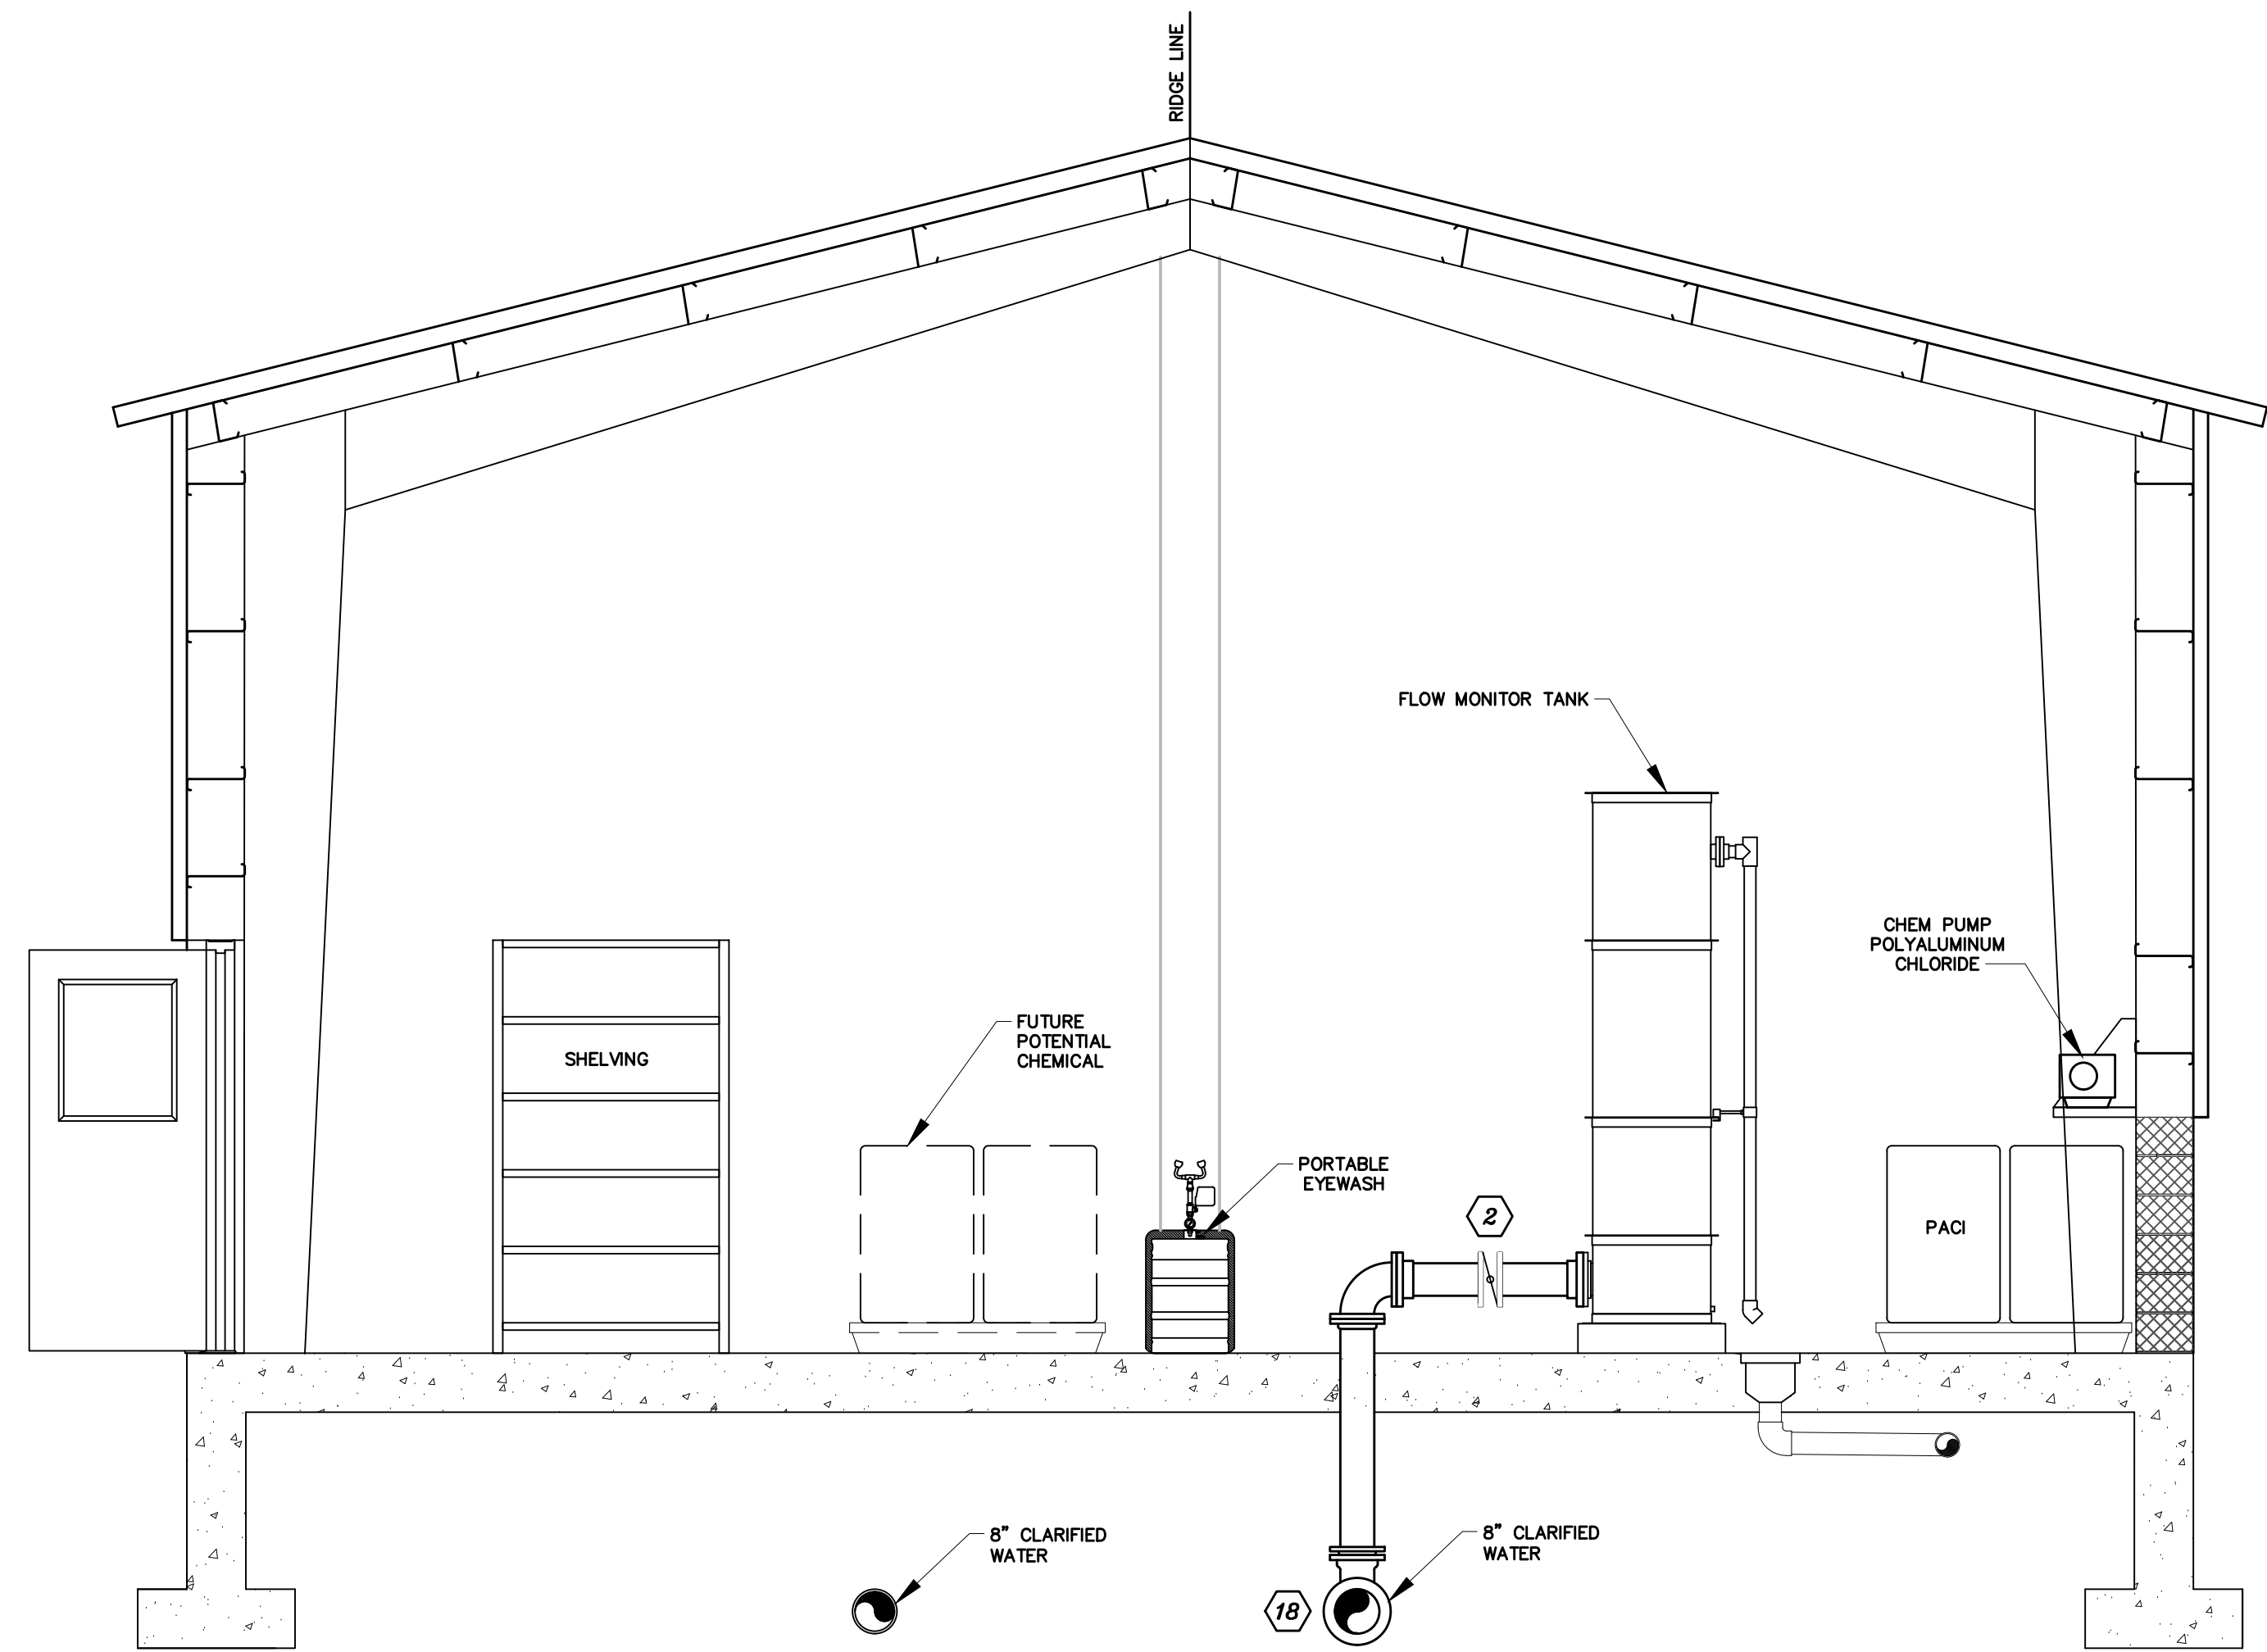 RIDGE LINE
FLOW MONITOR TANK
CHEM PUMP
POLYALUMINUM
CHLORIDE
FUTURE
POTENTIAL
CHEMICAL
SHELVING
PORTABLE
EYEWASH
2
PACI
8" CLARIFIED
WATER
8" CLARIFIED
WATER
18